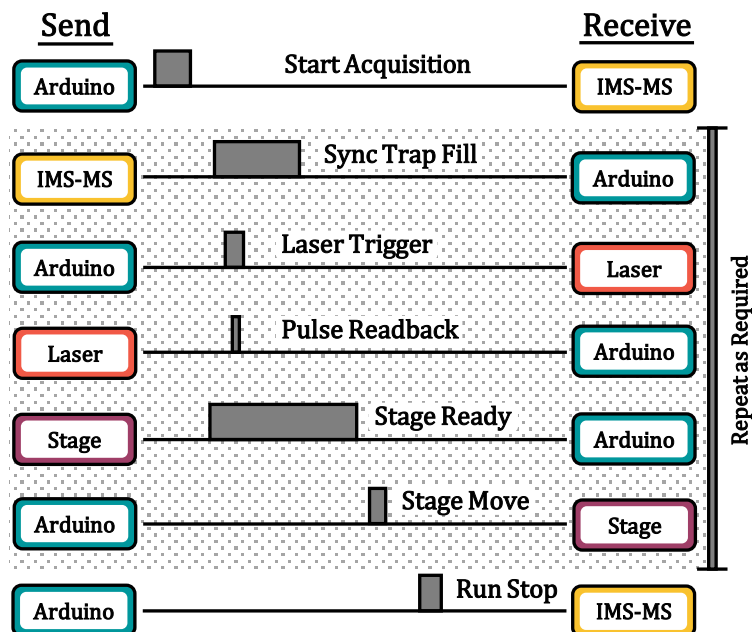 Send
Receive
Arduino
Start Acquisition
IMS-MS
IMS-MS
Sync Trap Fill
Arduino
Arduino
Laser Trigger
Laser
Laser
Pulse Readback
Arduino
Stage
Stage Ready
Arduino
Arduino
Stage Move
Stage
Arduino
Run Stop
IMS-MS
Repeat as Required